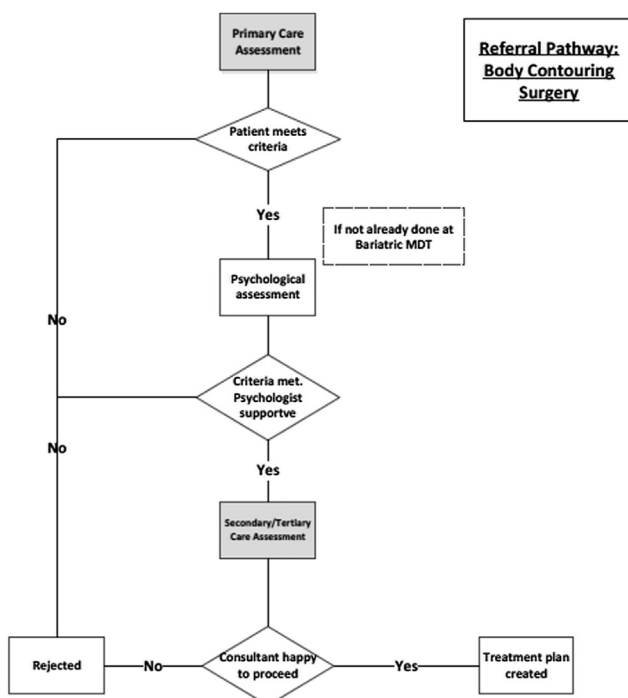 Primary Care
Assessment
Referral Pathway:
Body Contouring
Surgery
Patient meets
criteria
Yes
If not already done at
Bariatric MDT
Psychological
assessment
No
Criteria met.
Psychologist
supportve
No
Yes
Secondary/Tertiary
Care Assessment
Rejected
No
Consultant happy
to proceed
Yes
Treatment plan
created